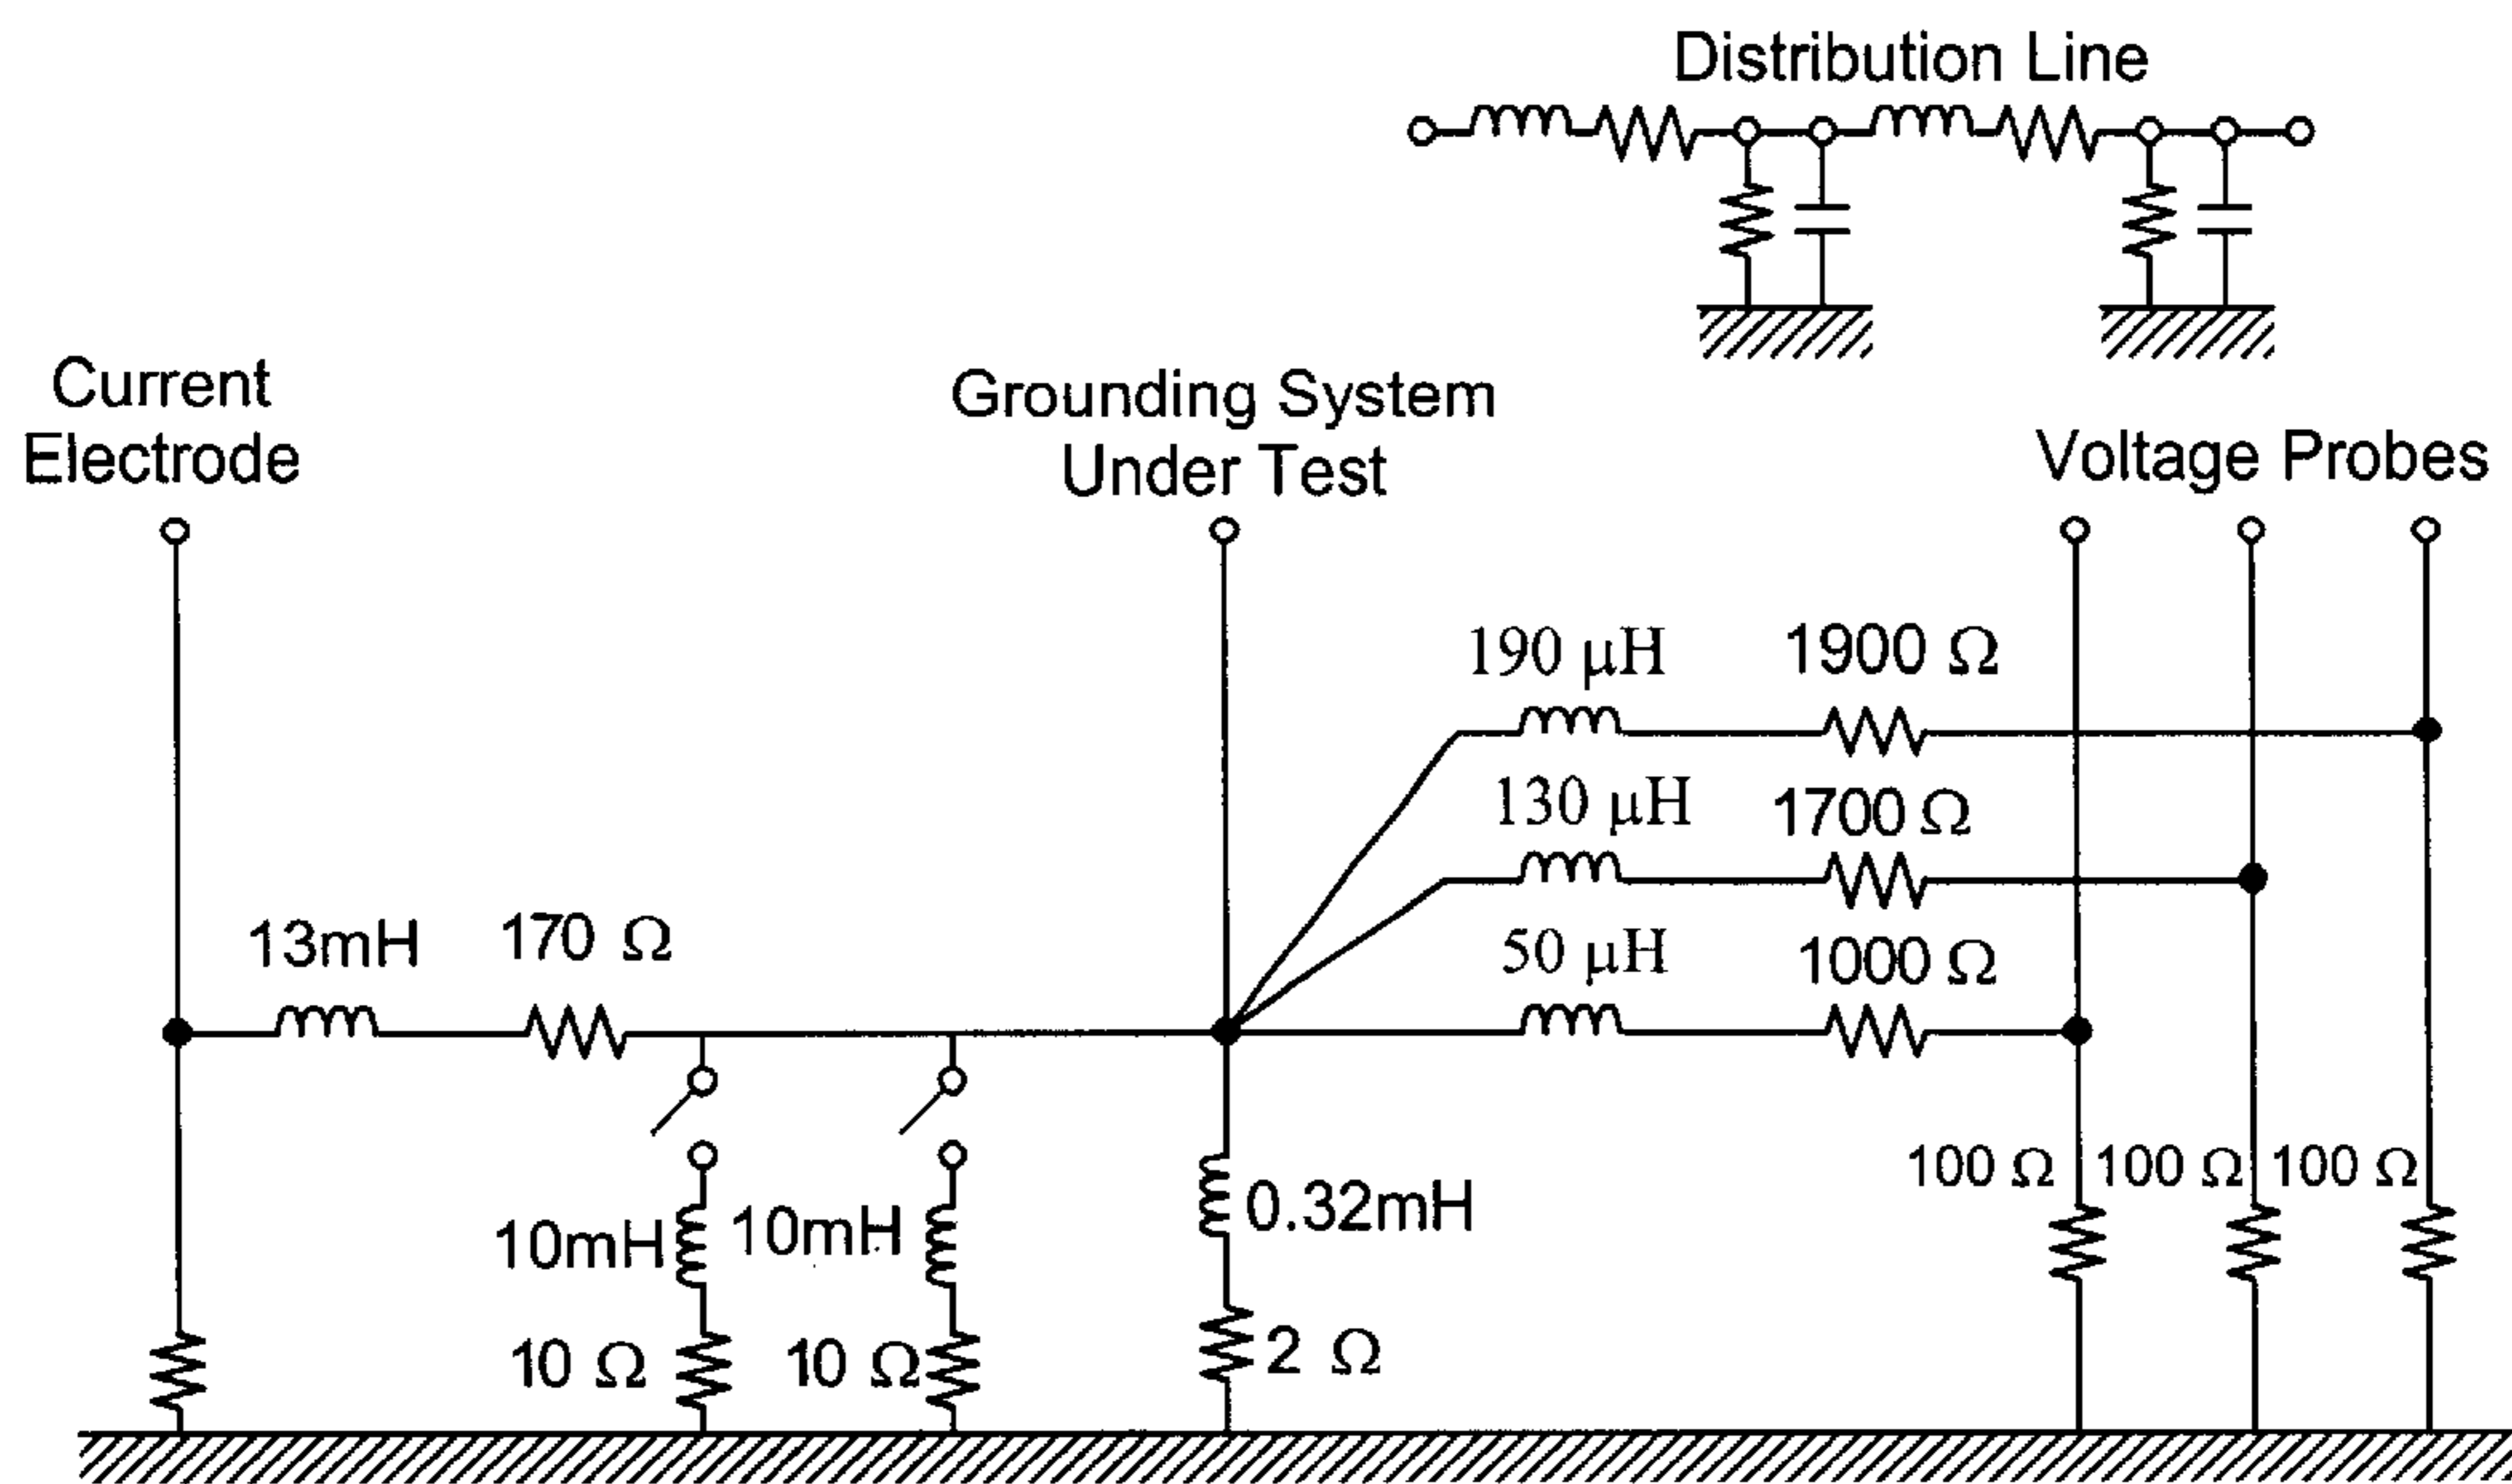 Distribution Line
Current
Electrode
Grounding System
Under Test
Voltage Probes
190 μH
1900 Ω
130 μH
1700 Ω
13mH
170 Ω
50 μH
1000 Ω
100 Ω
100 Ω
100 Ω
10mH
10mH
0.32mH
10 Ω
10 Ω
2 Ω